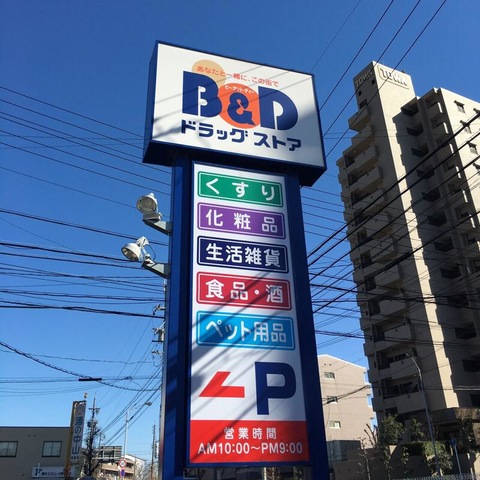 あなたと一緒に、この街で
B&D
ビーアンドディー
ドラッグストア
くすり
化粧品
生活雑貨
食品・酒
ペット用品
P
営業時間
AM10:00〜PM9:00
TOWN